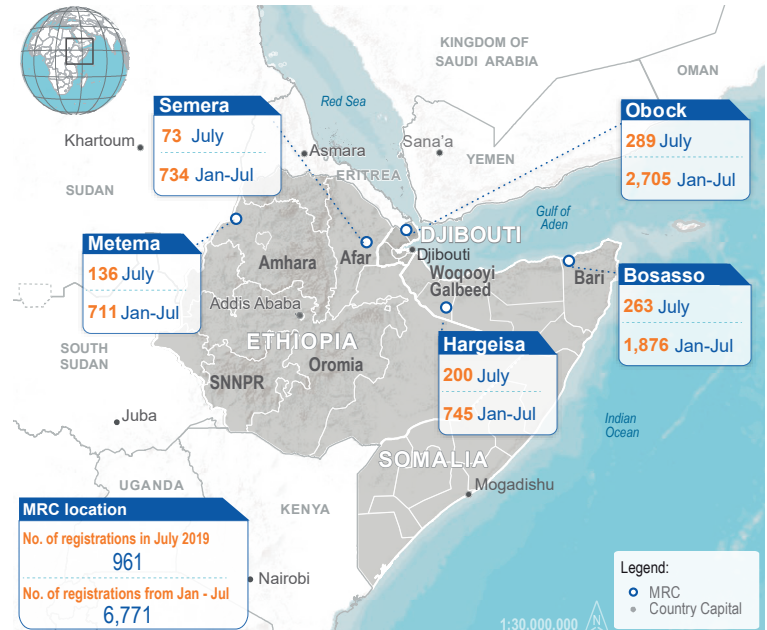 KINGDOM OF
SAUDI ARABIA
OMAN
Red Sea
Semera
73 July
734 Jan-Jul
Obock
289 July
2,705 Jan-Jul
Khartoum
Asmara
Sana'a
YEMEN
ERITREA
SUDAN
Gulf of
Aden
Metema
136 July
711 Jan-Jul
DJIBOUTI
Djibouti
Afar
Amhara
Woqooyi
Galbeed
Bari
Bosasso
263 July
1,876 Jan-Jul
Addis Ababa
ETHIOPIA
Oromia
SNNPR
Hargeisa
200 July
745 Jan-Jul
SOUTH
SUDAN
Juba
Indian
Ocean
SOMALIA
Mogadishu
UGANDA
KENYA
MRC location
No. of registrations in July 2019
961
No. of registrations from Jan - Jul
6,771
Nairobi
Legend:
MRC
Country Capital
1:30,000,000
N